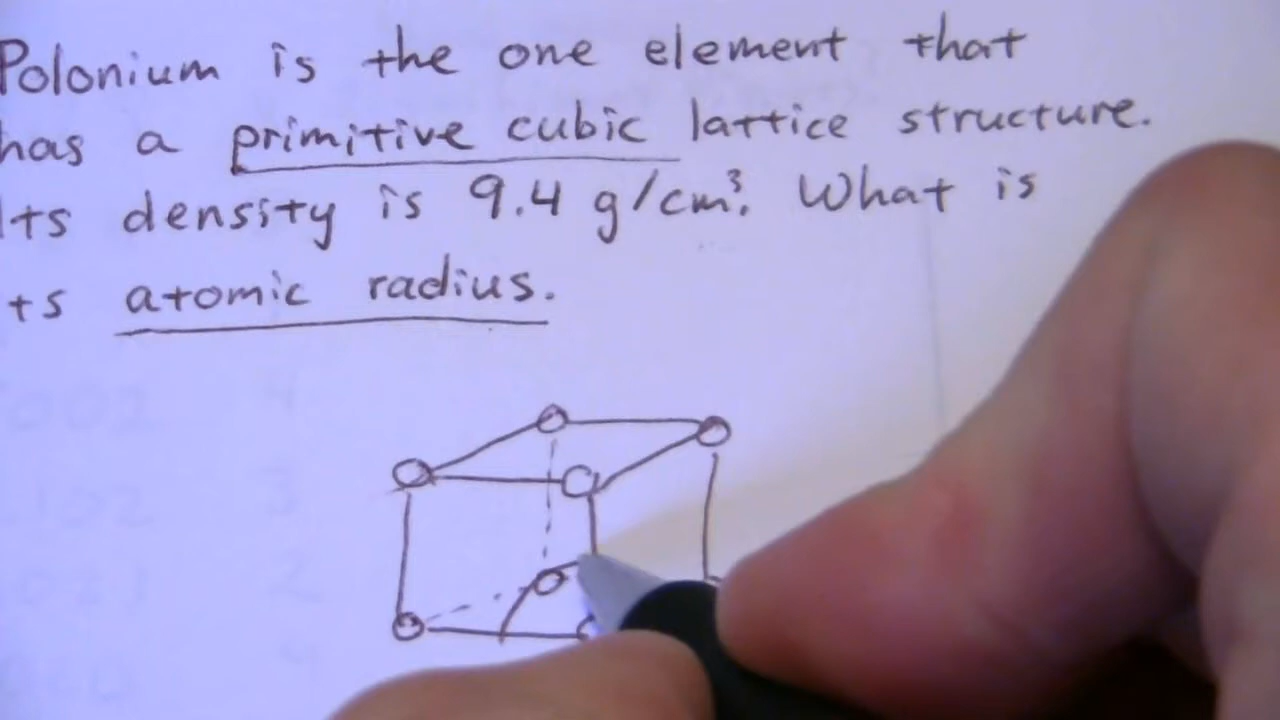 Polonium is the one element that
has a primitive cubic lattice structure.
Its density is 9.4 g/cm³. What is
ts atomic radius.